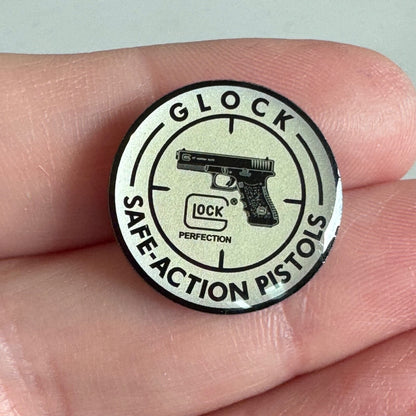 GLOCK
GLOCK®
PERFECTION
SAFE-ACTION PISTOLS